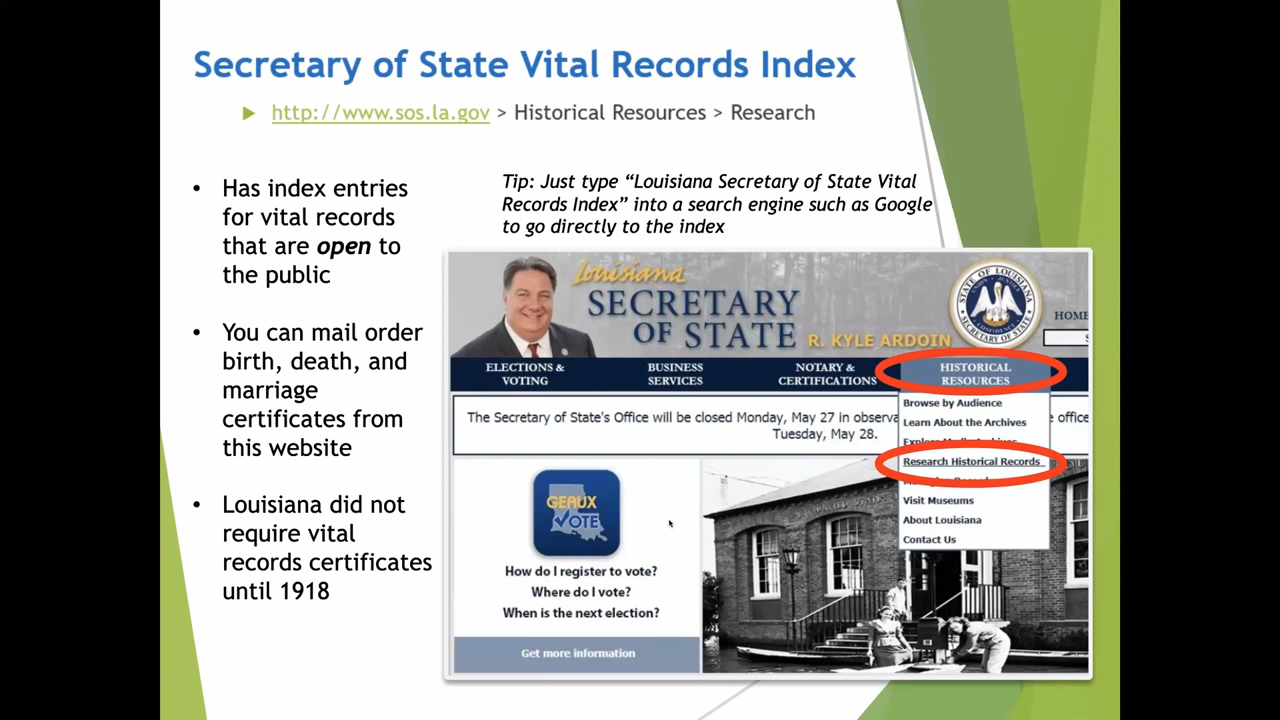 Secretary of State Vital Records Index
http://www.sos.la.gov > Historical Resources > Research
• Has index entries
for vital records
that are open to
the public
• You can mail order
birth, death, and
marriage
certificates from
this website
• Louisiana did not
require vital
records certificates
until 1918
Tip: Just type “Louisiana Secretary of State Vital
Records Index” into a search engine such as Google
to go directly to the index
Louisiana
SECRETARY
OF STATE
R. KYLE ARDOIN
STATE OF LOUISIANA
SECRETARY OF STATE
HOME
ELECTIONS &
VOTING
BUSINESS
SERVICES
NOTARY &
CERTIFICATIONS
HISTORICAL
RESOURCES
Browse by Audience
Learn About the Archives
Research Historical Records
Visit Museums
About Louisiana
Contact Us
The Secretary of State's Office will be closed Monday, May 27 in observa
e office
Tuesday, May 28.
GEAUX
VOTE
How do I register to vote?
Where do I vote?
When is the next election?
Get more information